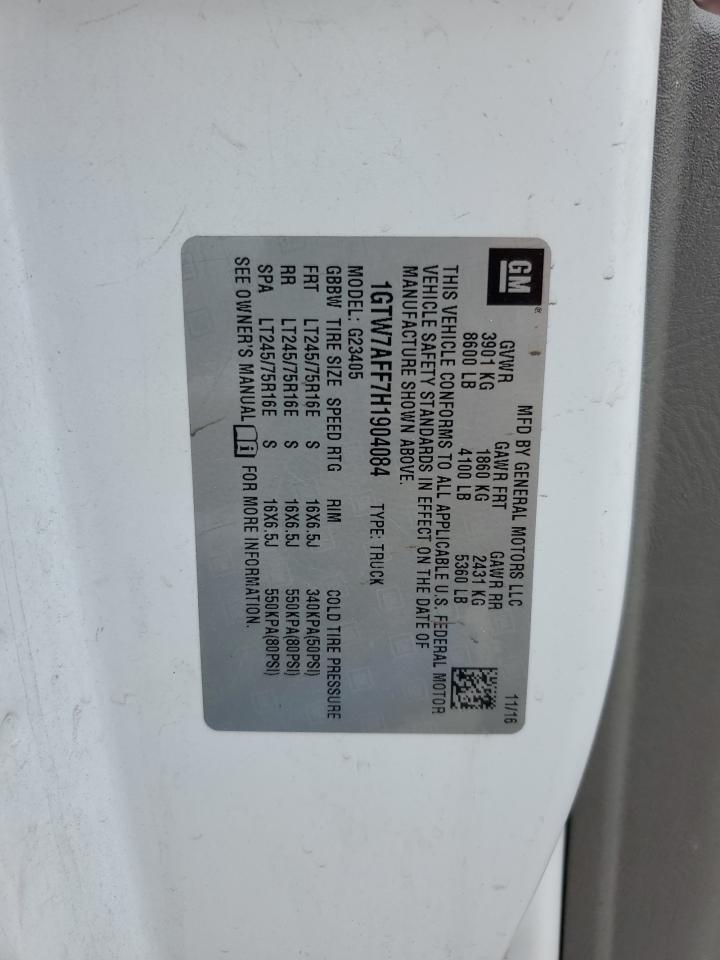 GM®
MFD BY GENERAL MOTORS LLC 11/16
GVWR GAWR FRT GAWR RR
3901 KG 1860 KG 2431 KG
8600 LB 4100 LB 5360 LB
THIS VEHICLE CONFORMS TO ALL APPLICABLE U.S. FEDERAL MOTOR
VEHICLE SAFETY STANDARDS IN EFFECT ON THE DATE OF
MANUFACTURE SHOWN ABOVE.
1GTW7AFF7H1904084 TYPE: TRUCK
MODEL: G23405
GBBW TIRE SIZE SPEED RTG RIM COLD TIRE PRESSURE
FRT LT245/75R16E S 16X6.5J 340KPA(50PSI)
RR LT245/75R16E S 16X6.5J 550KPA(80PSI)
SPA LT245/75R16E S 16X6.5J 550KPA(80PSI)
SEE OWNER'S MANUAL FOR MORE INFORMATION.